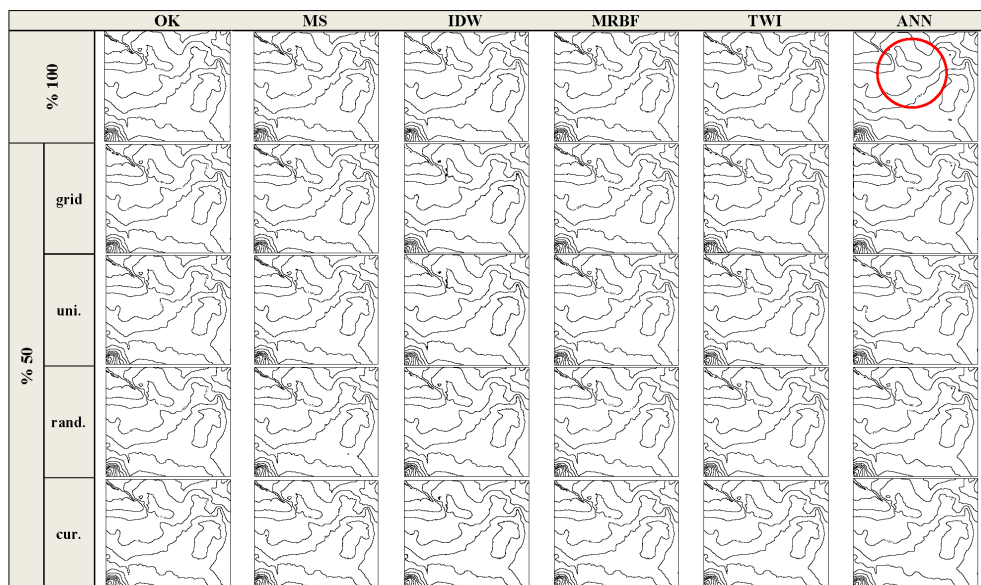 OK MS IDW MRBF TWI ANN
% 100
% 50
grid
uni.
rand.
cur.